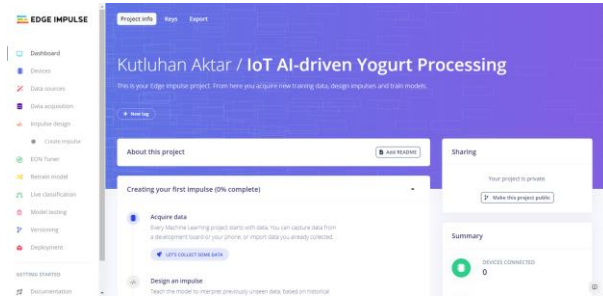 EDGE IMPULSE
Dashboard
Devices
Data sources
Data acquisition
Impulse design
Create impulse
EON Tuner
Retrain model
Live classification
Model testing
Versioning
Deployment
GETTING STARTED
Documentation
Project info Keys Export
Kutluhan Aktar / IoT AI-driven Yogurt Processing
This is your Edge Impulse project. From here you acquire new training data, design impulses and train models.
+ New tag
About this project
Add README
Creating your first impulse (0% complete)
Acquire data
Every Machine Learning project starts with data. You can capture data from
a development board or your phone, or import data you already collected.
LET'S COLLECT SOME DATA
Design an impulse
Teach the model to interpret previously unseen data, based on historical
Sharing
Your project is private.
Make this project public
Summary
DEVICES CONNECTED
0